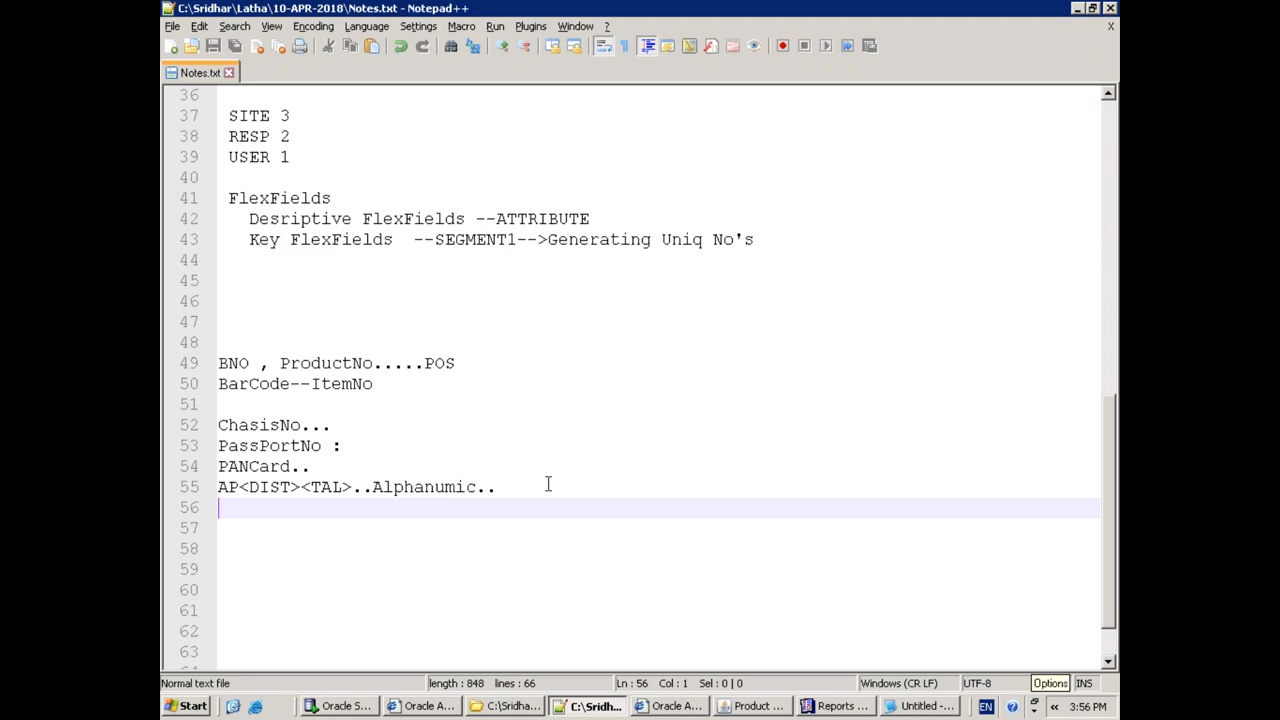 C:\Sridhar\Latha\10-APR-2018\Notes.txt - Notepad++
File Edit Search View Encoding Language Settings Macro Run Plugins Window ? X
Notes.txt
36
37 SITE 3
38 RESP 2
39 USER 1
40
41 FlexFields
42 Desriptive FlexFields --ATTRIBUTE
43 Key FlexFields --SEGMENT1-->Generating Uniq No's
44
45
46
47
48
49 BNO , ProductNo.....POS
50 BarCode--ItemNo
51
52 ChasisNo...
53 PassPortNo :
54 PANCard..
55 AP<DIST><TAL>..Alphanumic..
56
57
58
59
60
61
62
63
Normal text file length : 848 lines : 66 Ln : 56 Col : 1 Sel : 0 | 0 Windows (CR LF) UTF-8 Options INS
Start Oracle S... Oracle A... C:\Sridha... C:\Sridh... Oracle A... Product ... Reports ... Untitled -... EN 3:56 PM